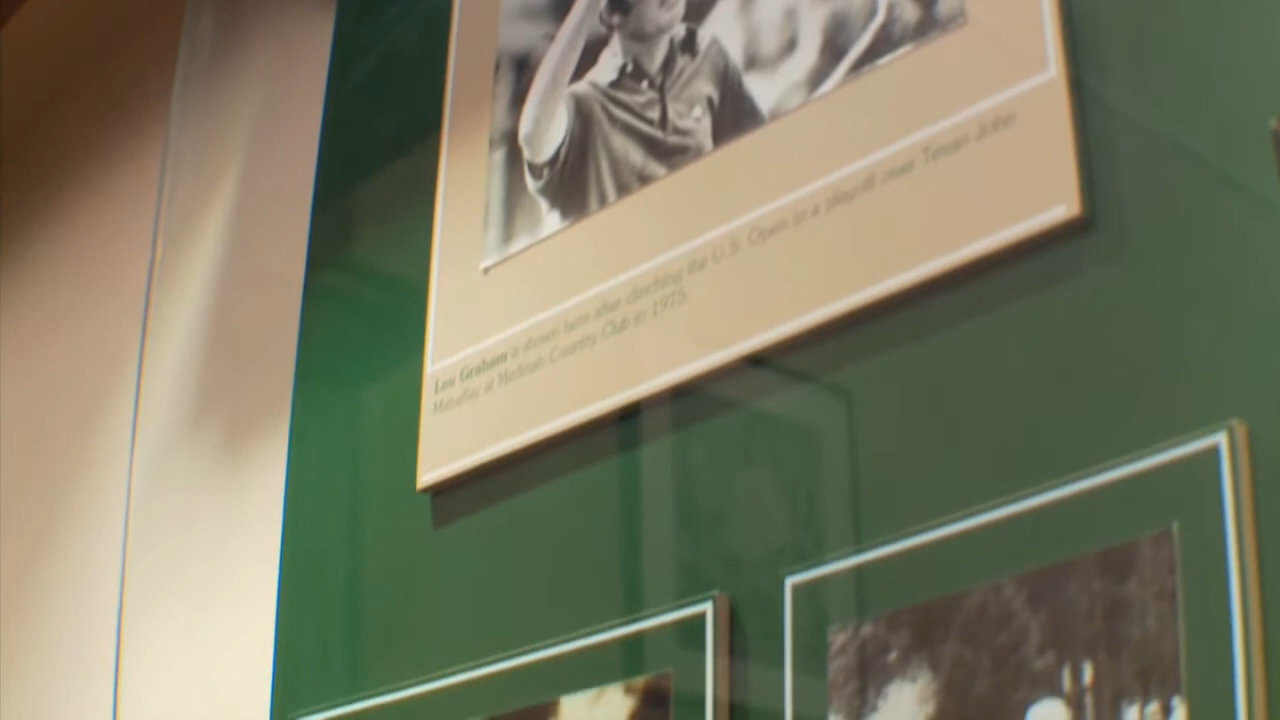 Lou Graham is shown here after clinching the U.S. Open in a playoff over Texan John
Mahaffey at Medinah Country Club in 1975.